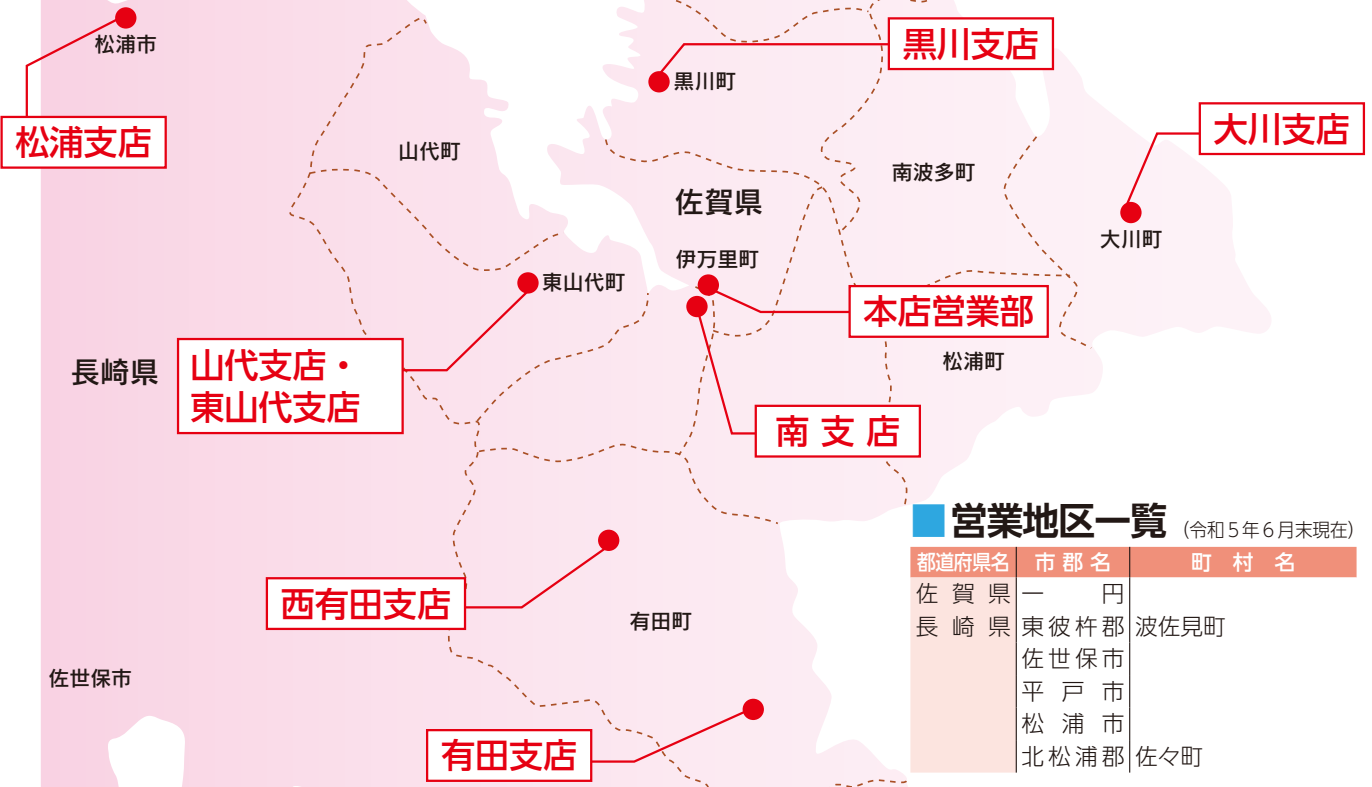 松浦市
松浦支店
黒川支店
黒川町
山代町
大川支店
南波多町
佐賀県
大川町
伊万里町
東山代町
本店営業部
長崎県
山代支店・
東山代支店
松浦町
南支店
西有田支店
有田町
佐世保市
有田支店
■営業地区一覧 (令和5年6月末現在)
都道府県名 市郡名 町村名
佐賀県 一円
長崎県 東彼杵郡 波佐見町
佐世保市
平戸市
松浦市
北松浦郡 佐々町